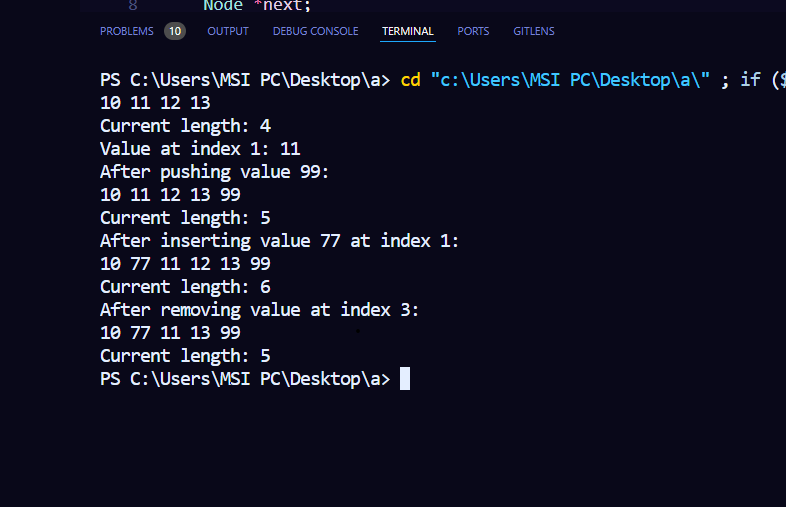 8 Node *next;
PROBLEMS 10 OUTPUT DEBUG CONSOLE TERMINAL PORTS GITLENS
PS C:\Users\MSI PC\Desktop\a> cd "c:\Users\MSI PC\Desktop\a\" ; if ($
10 11 12 13
Current length: 4
Value at index 1: 11
After pushing value 99:
10 11 12 13 99
Current length: 5
After inserting value 77 at index 1:
10 77 11 12 13 99
Current length: 6
After removing value at index 3:
10 77 11 13 99
Current length: 5
PS C:\Users\MSI PC\Desktop\a>